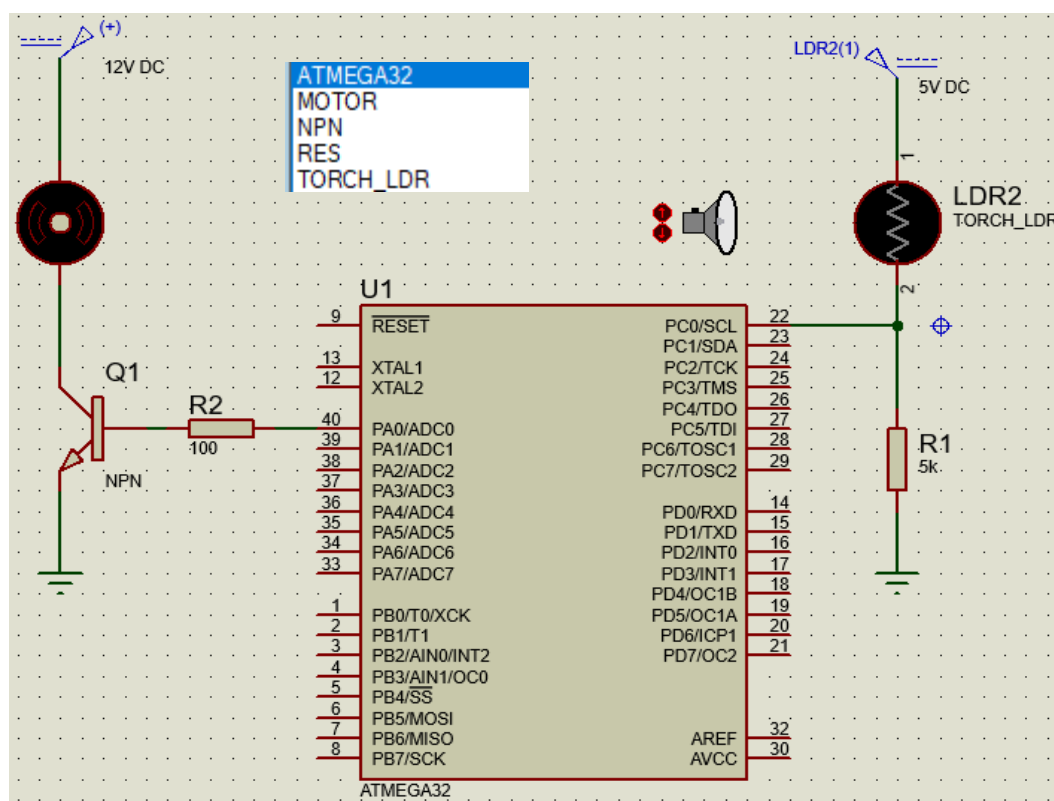 (+)
12V DC
ATMEGA32
MOTOR
NPN
RES
TORCH_LDR
LDR2(1)
5V DC
1
LDR2
TORCH_LDR
2
U1
9 RESET
13 XTAL1
12 XTAL2
40 PA0/ADC0
39 PA1/ADC1
38 PA2/ADC2
37 PA3/ADC3
36 PA4/ADC4
35 PA5/ADC5
34 PA6/ADC6
33 PA7/ADC7
1 PB0/T0/XCK
2 PB1/T1
3 PB2/AIN0/INT2
4 PB3/AIN1/OC0
5 PB4/SS
6 PB5/MOSI
7 PB6/MISO
8 PB7/SCK
PC0/SCL 22
PC1/SDA 23
PC2/TCK 24
PC3/TMS 25
PC4/TDO 26
PC5/TDI 27
PC6/TOSC1 28
PC7/TOSC2 29
PD0/RXD 14
PD1/TXD 15
PD2/INT0 16
PD3/INT1 17
PD4/OC1B 18
PD5/OC1A 19
PD6/ICP1 20
PD7/OC2 21
AREF 32
AVCC 30
ATMEGA32
Q1
NPN
R2
100
R1
5k